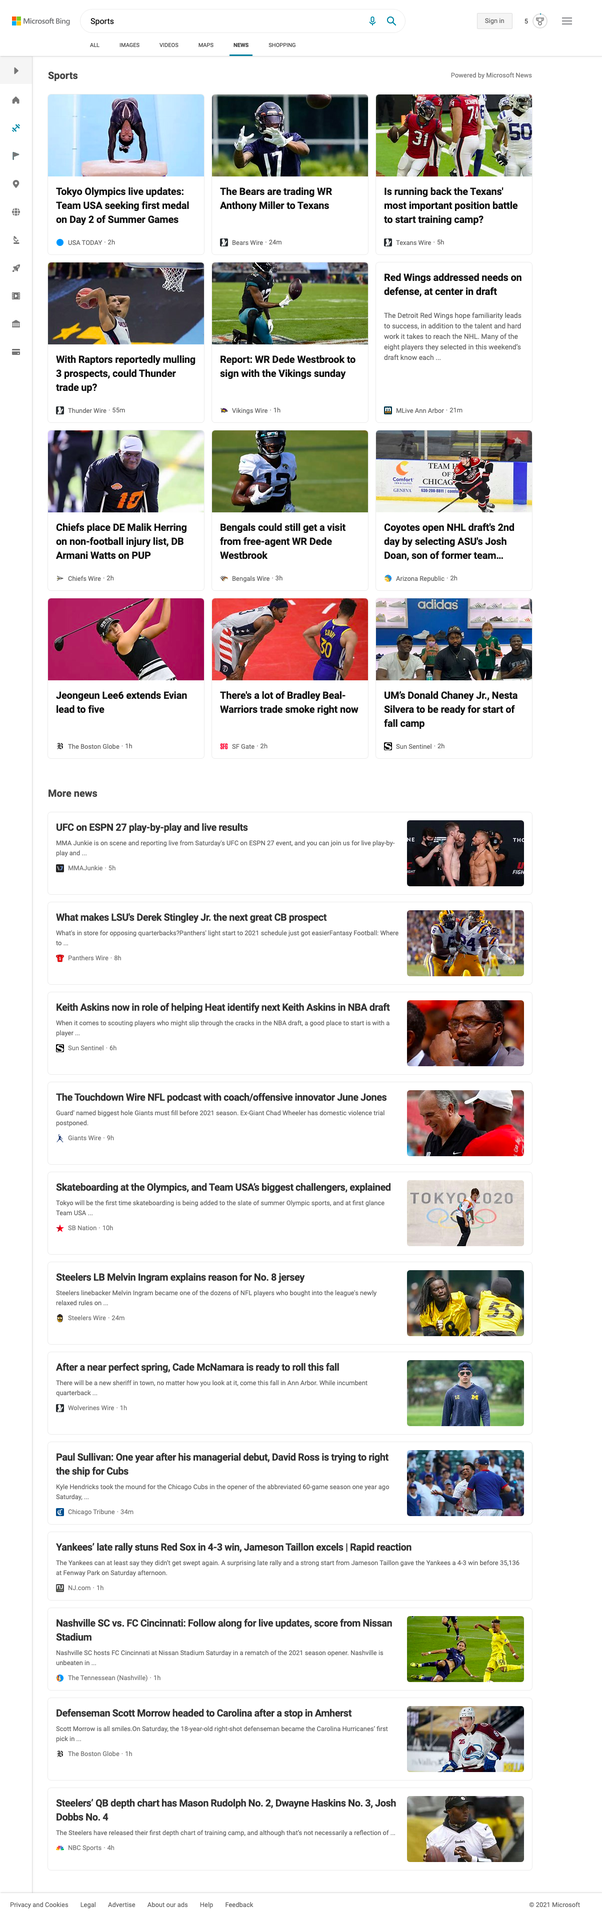 Microsoft Bing
Sports
Sign in
5
ALL IMAGES VIDEOS MAPS NEWS SHOPPING
Sports
Powered by Microsoft News
Tokyo Olympics live updates:
Team USA seeking first medal
on Day 2 of Summer Games
USA TODAY · 2h
The Bears are trading WR
Anthony Miller to Texans
Bears Wire · 24m
Is running back the Texans'
most important position battle
to start training camp?
Texans Wire · 5h
With Raptors reportedly mulling
3 prospects, could Thunder
trade up?
Thunder Wire · 55m
Report: WR Dede Westbrook to
sign with the Vikings sunday
Vikings Wire · 1h
Red Wings addressed needs on
defense, at center in draft
The Detroit Red Wings hope familiarity leads
to success, in addition to the talent and hard
work it takes to reach the NHL. Many of the
eight players they selected in this weekend's
draft know each ...
MLive Ann Arbor · 21m
Chiefs place DE Malik Herring
on non-football injury list, DB
Armani Watts on PUP
Chiefs Wire · 2h
Bengals could still get a visit
from free-agent WR Dede
Westbrook
Bengals Wire · 3h
Coyotes open NHL draft's 2nd
day by selecting ASU's Josh
Doan, son of former team...
Arizona Republic · 2h
Jeongeun Lee6 extends Evian
lead to five
The Boston Globe · 1h
There's a lot of Bradley Beal-
Warriors trade smoke right now
SF Gate · 2h
adidas
UM's Donald Chaney Jr., Nesta
Silvera to be ready for start of
fall camp
Sun Sentinel · 2h
More news
UFC on ESPN 27 play-by-play and live results
MMA Junkie is on scene and reporting live from Saturday's UFC on ESPN 27 event, and you can join us for live play-by-
play and ...
MMAJunkie · 5h
What makes LSU's Derek Stingley Jr. the next great CB prospect
What's in store for opposing quarterbacks?Panthers' light start to 2021 schedule just got easierFantasy Football: Where
to ...
Panthers Wire · 8h
Keith Askins now in role of helping Heat identify next Keith Askins in NBA draft
When it comes to scouting players who might slip through the cracks in the NBA draft, a good place to start is with a
player ...
Sun Sentinel · 6h
The Touchdown Wire NFL podcast with coach/offensive innovator June Jones
Guard' named biggest hole Giants must fill before 2021 season. Ex-Giant Chad Wheeler has domestic violence trial
postponed.
Giants Wire · 9h
Skateboarding at the Olympics, and Team USA's biggest challengers, explained
Tokyo will be the first time skateboarding is being added to the slate of summer Olympic sports, and at first glance
Team USA ...
SB Nation · 10h
TOKYO 2020
Steelers LB Melvin Ingram explains reason for No. 8 jersey
Steelers linebacker Melvin Ingram became one of the dozens of NFL players who bought into the league's newly
relaxed rules on ...
Steelers Wire · 24m
After a near perfect spring, Cade McNamara is ready to roll this fall
There will be a new sheriff in town, no matter how you look at it, come this fall in Ann Arbor. While incumbent
quarterback ...
Wolverines Wire · 1h
Paul Sullivan: One year after his managerial debut, David Ross is trying to right
the ship for Cubs
Kyle Hendricks took the mound for the Chicago Cubs in the opener of the abbreviated 60-game season one year ago
Saturday, ...
Chicago Tribune · 34m
Yankees' late rally stuns Red Sox in 4-3 win, Jameson Taillon excels | Rapid reaction
The Yankees can at least say they didn't get swept again. A surprising late rally and a strong start from Jameson Taillon gave the Yankees a 4-3 win before 35,136
at Fenway Park on Saturday afternoon.
NJ.com · 1h
Nashville SC vs. FC Cincinnati: Follow along for live updates, score from Nissan
Stadium
Nashville SC hosts FC Cincinnati at Nissan Stadium Saturday in a rematch of the 2021 season opener. Nashville is
unbeaten in ...
The Tennessean (Nashville) · 1h
Defenseman Scott Morrow headed to Carolina after a stop in Amherst
Scott Morrow is all smiles.On Saturday, the 18-year-old right-shot defenseman became the Carolina Hurricanes' first
pick in ...
The Boston Globe · 1h
Steelers' QB depth chart has Mason Rudolph No. 2, Dwayne Haskins No. 3, Josh
Dobbs No. 4
The Steelers have released their first depth chart of training camp, and although that's not necessarily a reflection of ...
NBC Sports · 4h
Privacy and Cookies Legal Advertise About our ads Help Feedback
© 2021 Microsoft